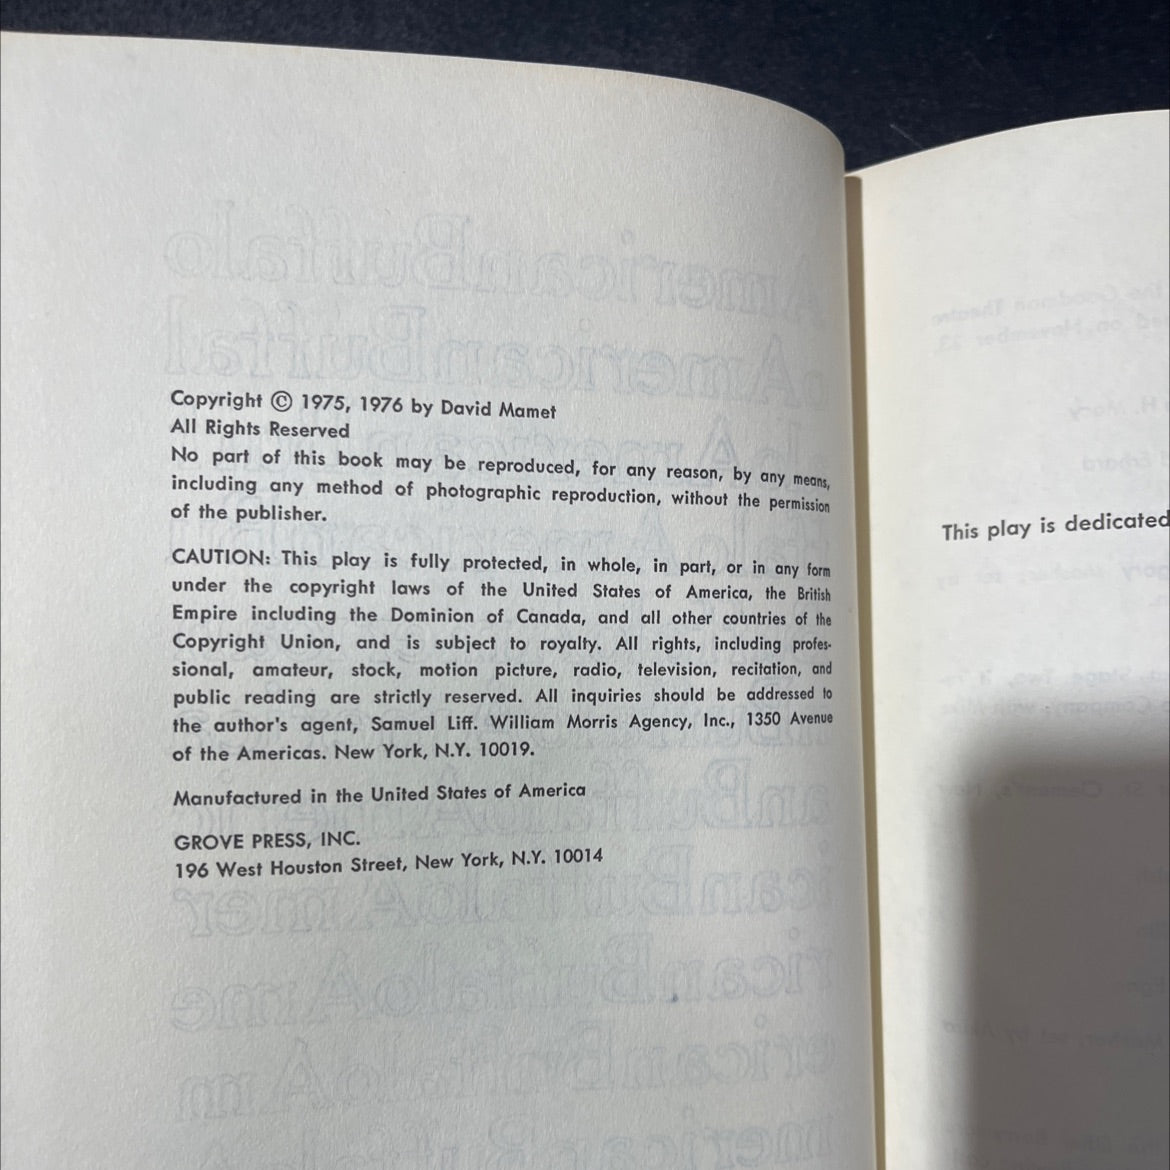 Copyright © 1975, 1976 by David Mamet
All Rights Reserved
No part of this book may be reproduced, for any reason, by any means,
including any method of photographic reproduction, without the permission
of the publisher.
CAUTION: This play is fully protected, in whole, in part, or in any form
under the copyright laws of the United States of America, the British
Empire including the Dominion of Canada, and all other countries of the
Copyright Union, and is subject to royalty. All rights, including profes-
sional, amateur, stock, motion picture, radio, television, recitation, and
public reading are strictly reserved. All inquiries should be addressed to
the author's agent, Samuel Liff. William Morris Agency, Inc., 1350 Avenue
of the Americas. New York, N.Y. 10019.
Manufactured in the United States of America
GROVE PRESS, INC.
196 West Houston Street, New York, N.Y. 10014
This play is dedicated